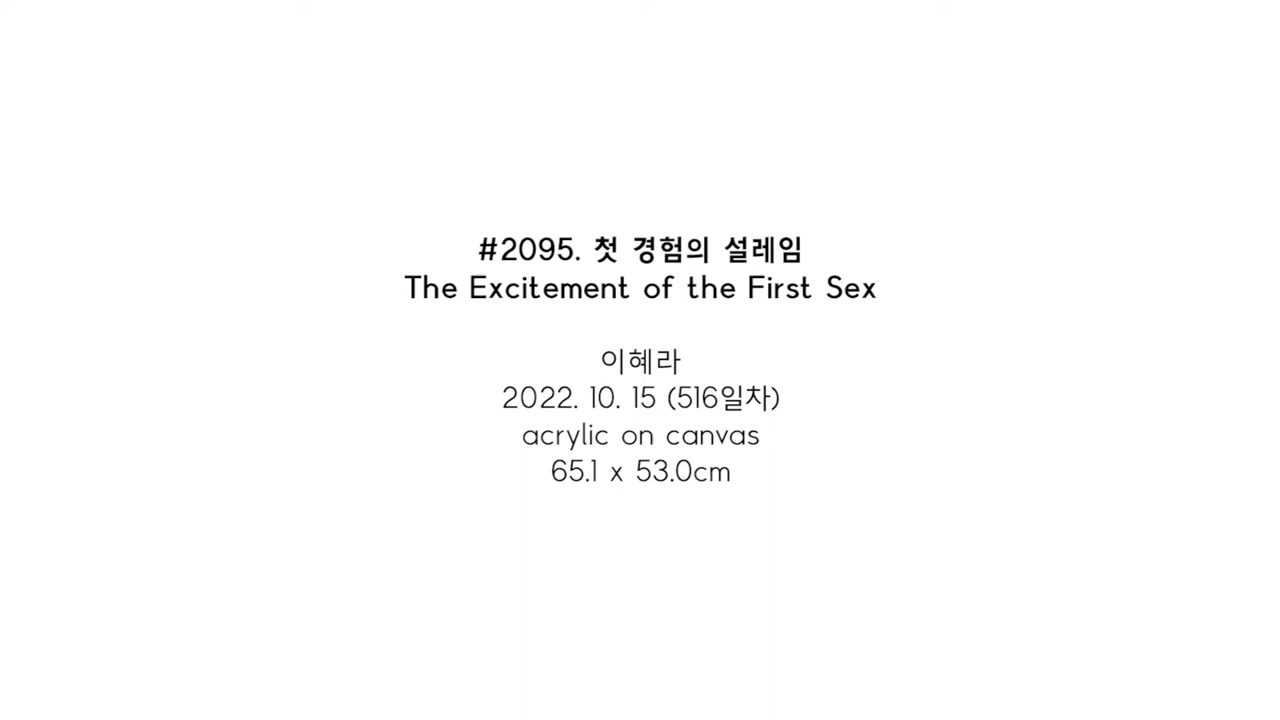 #2095. 첫 경험의 설레임
The Excitement of the First Sex
이혜라
2022. 10. 15 (516일차)
acrylic on canvas
65.1 x 53.0cm